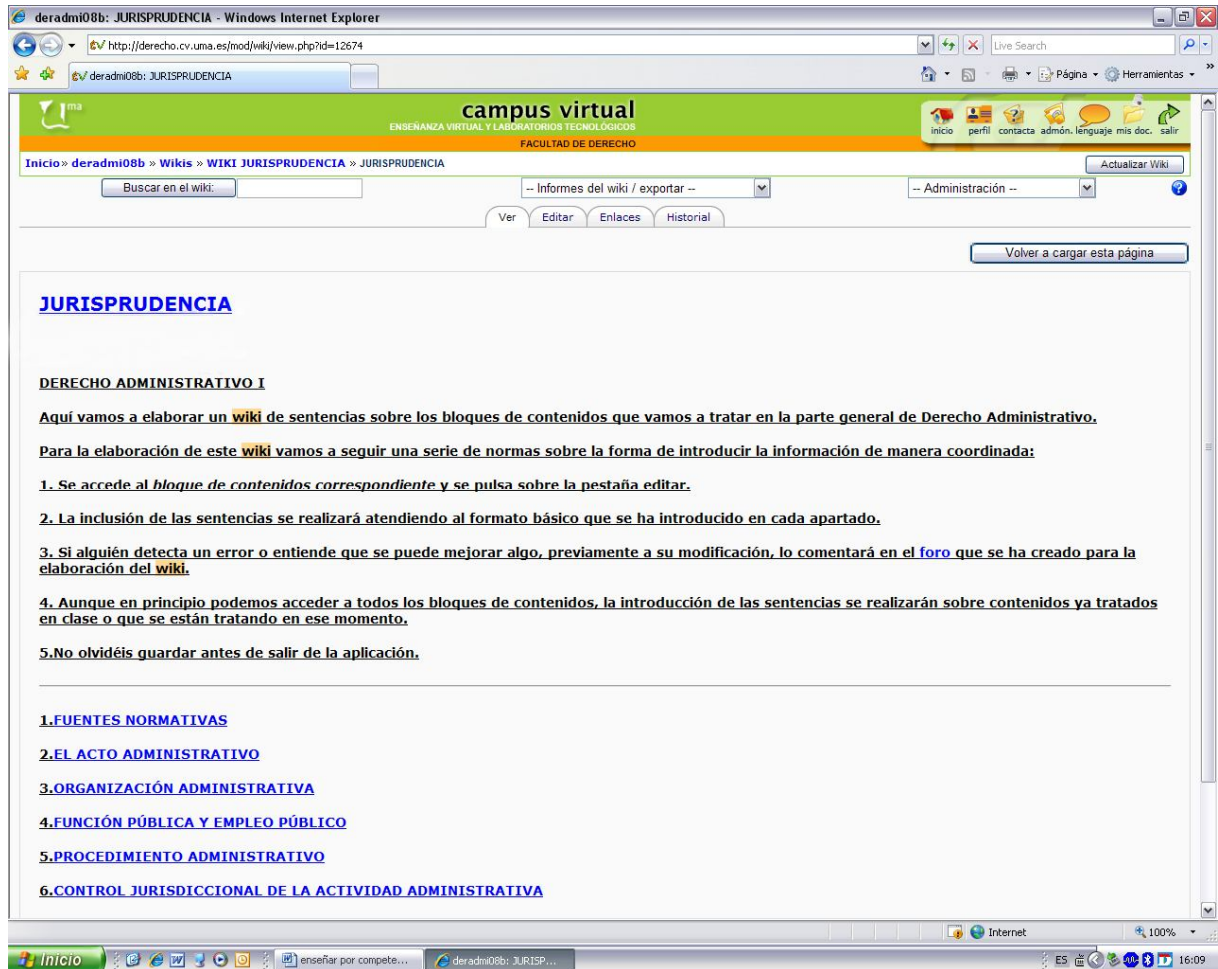 deradmi08b: JURISPRUDENCIA - Windows Internet Explorer
http://derecho.cv.uma.es/mod/wiki/view.php?id=12674
Live Search
deradmi08b: JURISPRUDENCIA
Página
Herramientas
uma
campus virtual
ENSEÑANZA VIRTUAL Y LABORATORIOS TECNOLÓGICOS
FACULTAD DE DERECHO
inicio perfil contacta admón. lenguaje mis doc. salir
Inicio» deradmi08b » Wikis » WIKI JURISPRUDENCIA » JURISPRUDENCIA
Actualizar Wiki
Buscar en el wiki:
-- Informes del wiki / exportar --
-- Administración --
Ver Editar Enlaces Historial
Volver a cargar esta página
JURISPRUDENCIA
DERECHO ADMINISTRATIVO I
Aquí vamos a elaborar un wiki de sentencias sobre los bloques de contenidos que vamos a tratar en la parte general de Derecho Administrativo.
Para la elaboración de este wiki vamos a seguir una serie de normas sobre la forma de introducir la información de manera coordinada:
1. Se accede al bloque de contenidos correspondiente y se pulsa sobre la pestaña editar.
2. La inclusión de las sentencias se realizará atendiendo al formato básico que se ha introducido en cada apartado.
3. Si alguién detecta un error o entiende que se puede mejorar algo, previamente a su modificación, lo comentará en el foro que se ha creado para la
elaboración del wiki.
4. Aunque en principio podemos acceder a todos los bloques de contenidos, la introducción de las sentencias se realizarán sobre contenidos ya tratados
en clase o que se están tratando en ese momento.
5.No olvidéis guardar antes de salir de la aplicación.
1.FUENTES NORMATIVAS
2.EL ACTO ADMINISTRATIVO
3.ORGANIZACIÓN ADMINISTRATIVA
4.FUNCIÓN PÚBLICA Y EMPLEO PÚBLICO
5.PROCEDIMIENTO ADMINISTRATIVO
6.CONTROL JURISDICCIONAL DE LA ACTIVIDAD ADMINISTRATIVA
Internet
100%
Inicio
enseñar por compete...
deradmi08b: JURISP...
ES
16:09